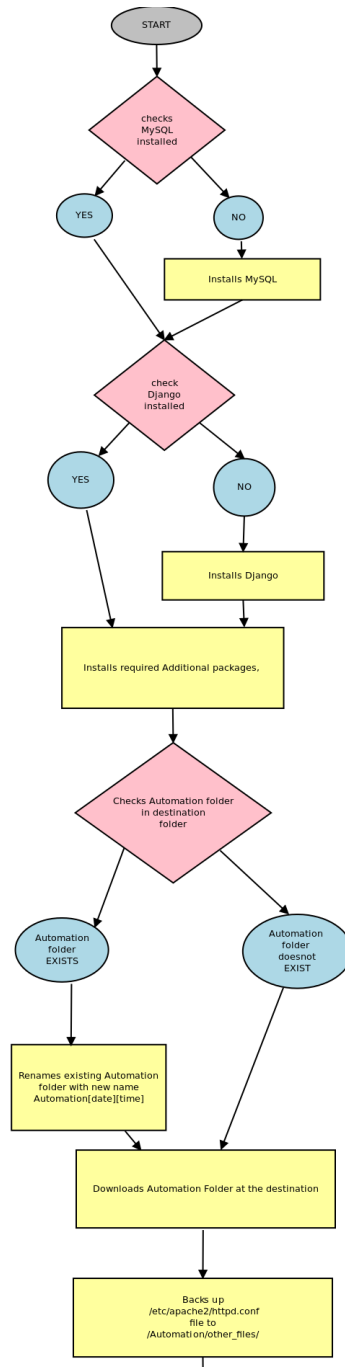 START
checks
MySQL
installed
YES
NO
Installs MySQL
check
Django
installed
YES
NO
Installs Django
Installs required Additional packages,
Checks Automation folder
in destination
folder
Automation
folder
EXISTS
Automation
folder
doesnot
EXIST
Renames existing Automation
folder with new name
Automation[date][time]
Downloads Automation Folder at the destination
Backs up
/etc/apache2/httpd.conf
file to
/Automation/other_files/